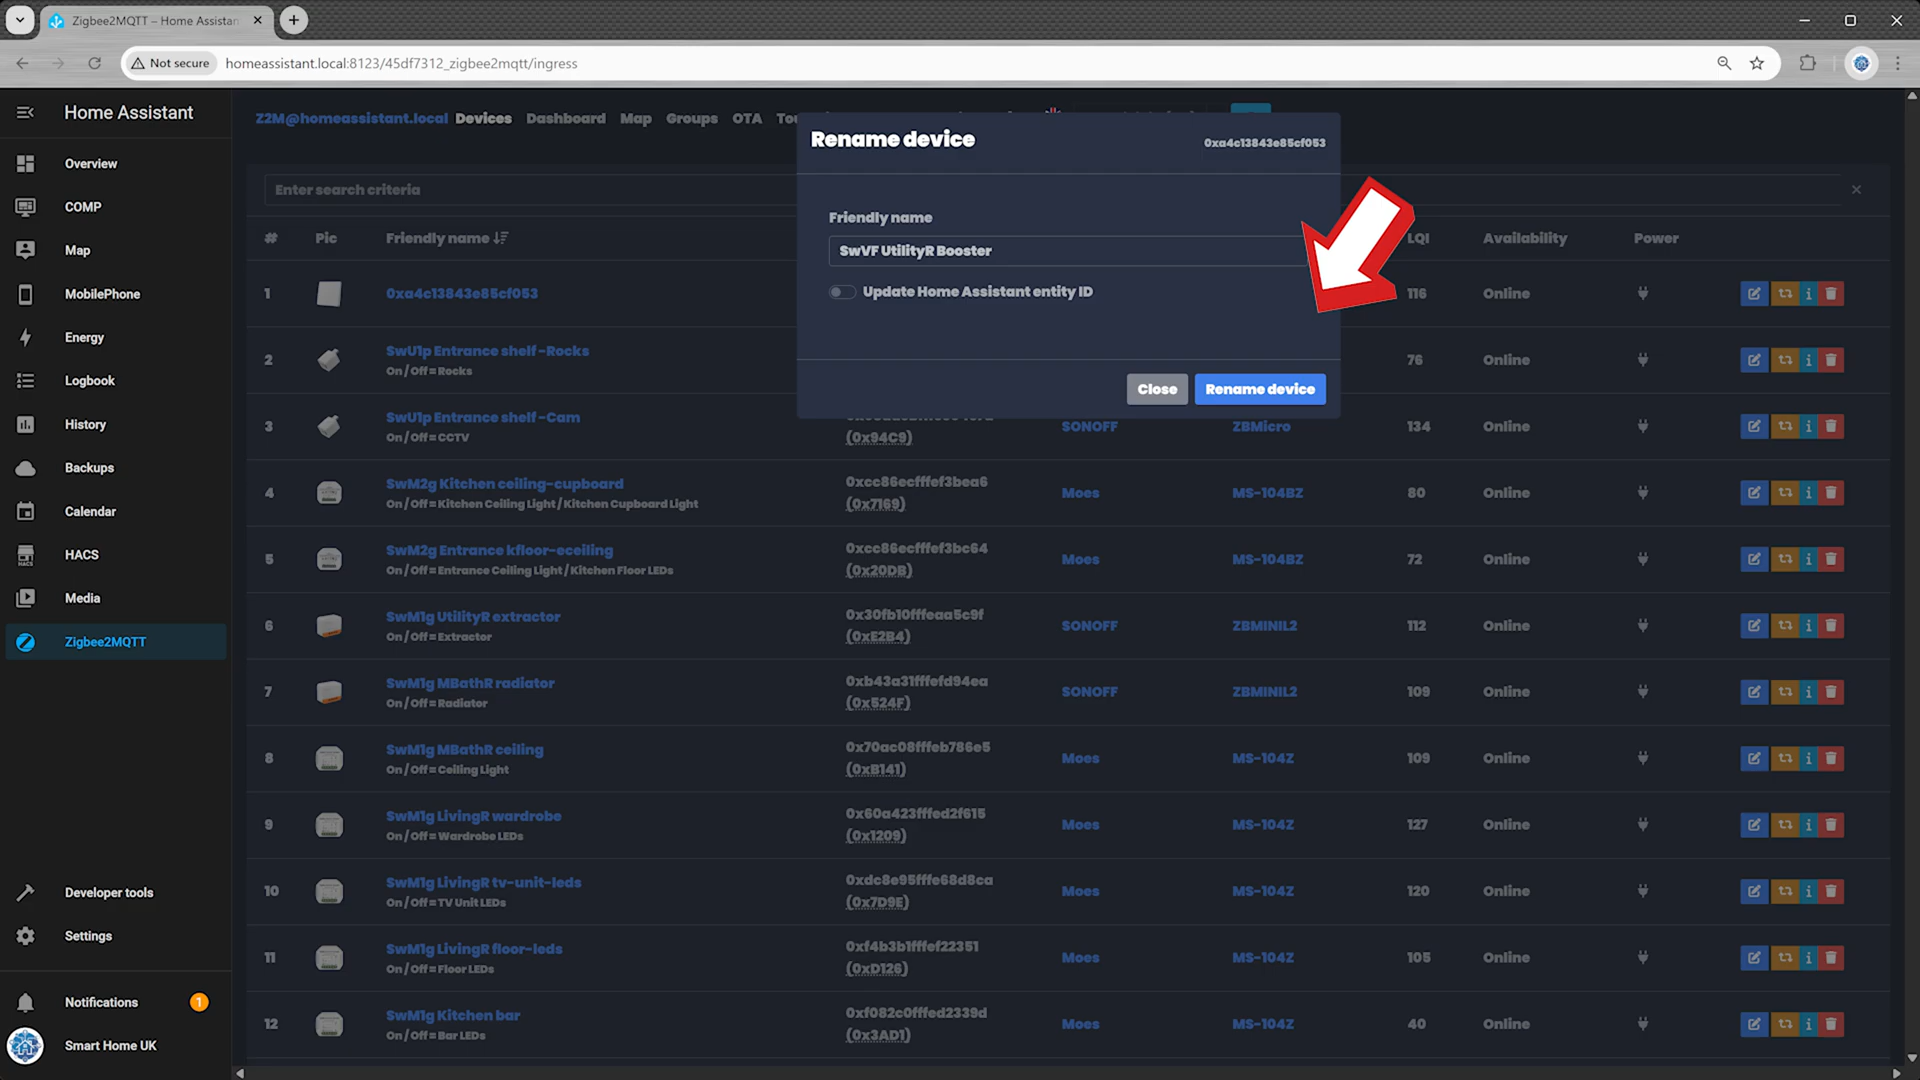 Zigbee2MQTT – Home Assistan
Not secure
homeassistant.local:8123/45df7312_zigbee2mqtt/ingress
Home Assistant
Overview
COMP
Map
MobilePhone
Energy
Logbook
History
Backups
Calendar
HACS
Media
Zigbee2MQTT
Developer tools
Settings
Notifications 1
Smart Home UK
Z2M@homeassistant.local Devices Dashboard Map Groups OTA Tou
Rename device 0xa4c13843e85cf053
Friendly name
SwVF UtilityR Booster
Update Home Assistant entity ID
Close Rename device
Enter search criteria
# Pic Friendly name LQI Availability Power
1 0xa4c13843e85cf053 116 Online
2 SwU1p Entrance shelf-Rocks 76 Online
On / Off = Rocks
3 SwU1p Entrance shelf-Cam SONOFF ZBMicro 134 Online
On / Off = CCTV (0x94C9)
4 SwM2g Kitchen ceiling-cupboard 0xcc86ecfffef3bea6 Moes MS-104BZ 80 Online
On / Off = Kitchen Ceiling Light / Kitchen Cupboard Light (0x7169)
5 SwM2g Entrance kfloor-eceiling 0xcc86ecfffef3bc64 Moes MS-104BZ 72 Online
On / Off = Entrance Ceiling Light / Kitchen Floor LEDs (0x20DB)
6 SwM1g UtilityR extractor 0x30fb10fffeaa5c9f SONOFF ZBMINIL2 112 Online
On / Off = Extractor (0xE2B4)
7 SwM1g MBathR radiator 0xb43a31fffefd94ea SONOFF ZBMINIL2 109 Online
On / Off = Radiator (0x524F)
8 SwM1g MBathR ceiling 0x70ac08fffeb786e5 Moes MS-104Z 109 Online
On / Off = Ceiling Light (0xB141)
9 SwM1g LivingR wardrobe 0x60a423fffed2f615 Moes MS-104Z 127 Online
On / Off = Wardrobe LEDs (0x1209)
10 SwM1g LivingR tv-unit-leds 0xdc8e95fffe68d8ca Moes MS-104Z 120 Online
On / Off = TV Unit LEDs (0x7D9E)
11 SwM1g LivingR floor-leds 0xf4b3b1fffef22351 Moes MS-104Z 105 Online
On / Off = Floor LEDs (0xD126)
12 SwM1g Kitchen bar 0xf082c0fffed2339d Moes MS-104Z 40 Online
On / Off = Bar LEDs (0x3AD1)